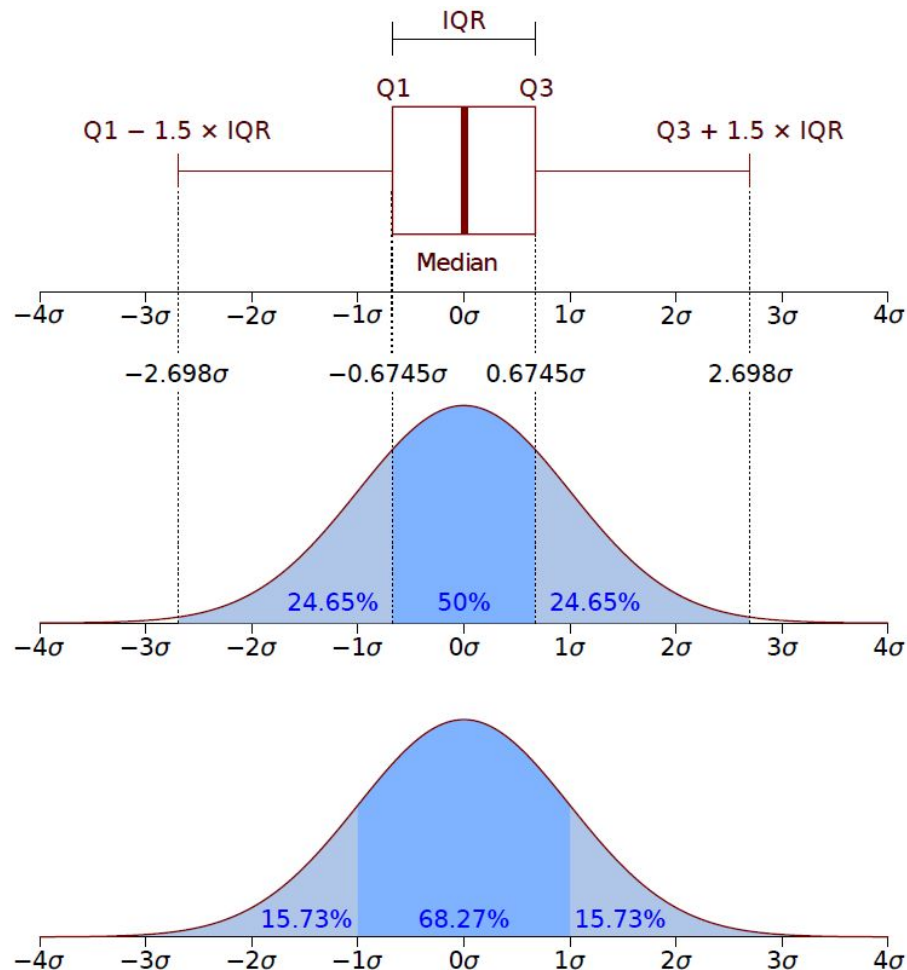 IQR
Q1 Q3
Q1 − 1.5 × IQR Q3 + 1.5 × IQR
Median
−4σ −3σ −2σ −1σ 0σ 1σ 2σ 3σ 4σ
−2.698σ −0.6745σ 0.6745σ 2.698σ
24.65% 50% 24.65%
−4σ −3σ −2σ −1σ 0σ 1σ 2σ 3σ 4σ
15.73% 68.27% 15.73%
−4σ −3σ −2σ −1σ 0σ 1σ 2σ 3σ 4σ